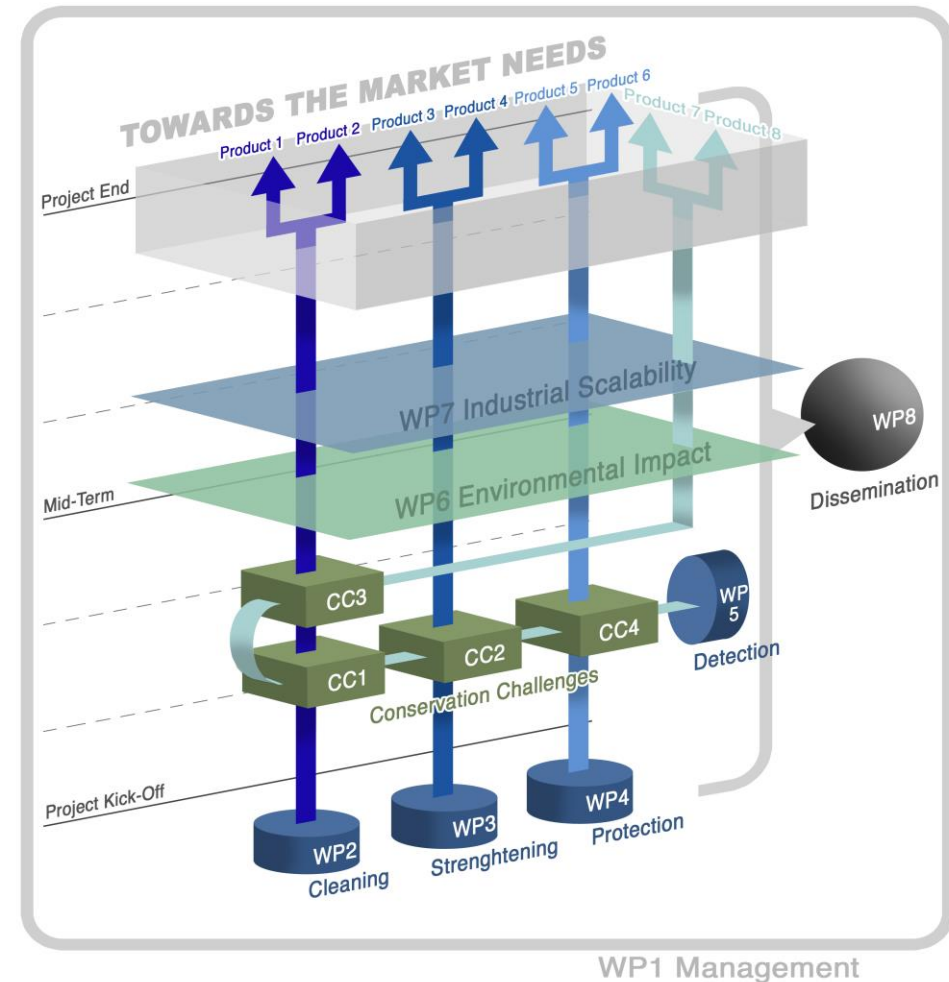 TOWARDS THE MARKET NEEDS
Product 1
Product 2
Product 3
Product 4
Product 5
Product 6
Product 7
Product 8
Project End
WP7 Industrial Scalability
WP8
Dissemination
Mid-Term
WP6 Environmental Impact
CC3
WP
5
Detection
CC1
CC2
CC4
Conservation Challenges
Project Kick-Off
WP2
Cleaning
WP3
Strenghtening
WP4
Protection
WP1 Management